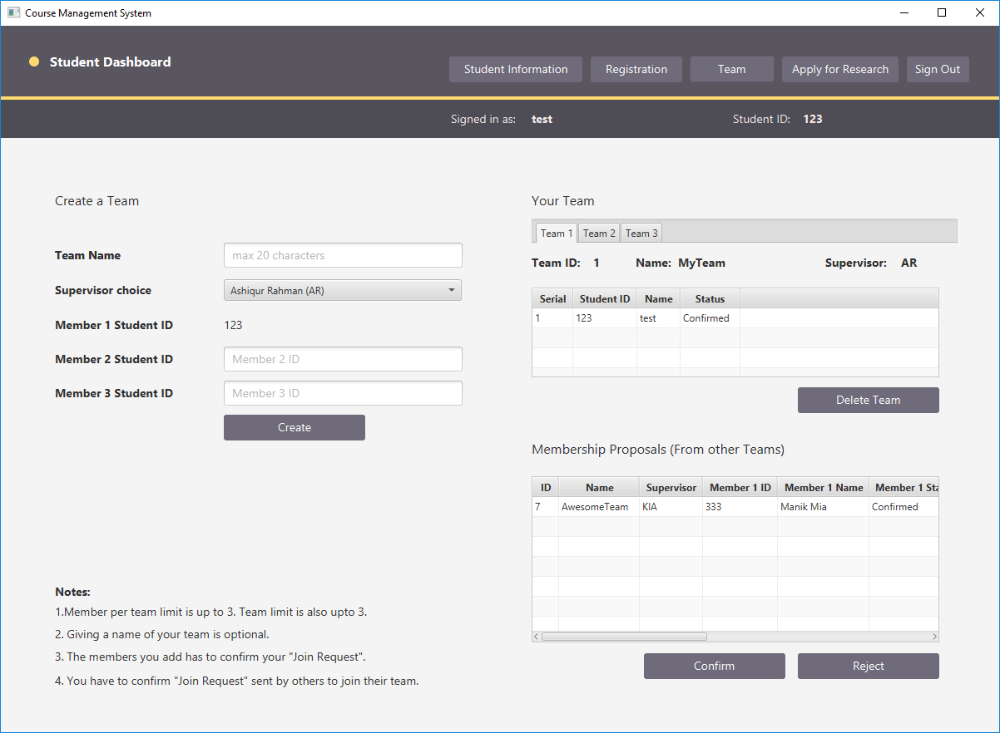 Course Management System
Student Dashboard
Student Information Registration Team Apply for Research Sign Out
Signed in as: test Student ID: 123
Create a Team
Team Name max 20 characters
Supervisor choice Ashiqur Rahman (AR)
Member 1 Student ID 123
Member 2 Student ID Member 2 ID
Member 3 Student ID Member 3 ID
Create
Notes:
1.Member per team limit is up to 3. Team limit is also upto 3.
2. Giving a name of your team is optional.
3. The members you add has to confirm your "Join Request".
4. You have to confirm "Join Request" sent by others to join their team.
Your Team
Team 1 Team 2 Team 3
Team ID: 1 Name: MyTeam Supervisor: AR
Serial Student ID Name Status
1 123 test Confirmed
Delete Team
Membership Proposals (From other Teams)
ID Name Supervisor Member 1 ID Member 1 Name Member 1 Sta
7 AwesomeTeam KIA 333 Manik Mia Confirmed
Confirm Reject